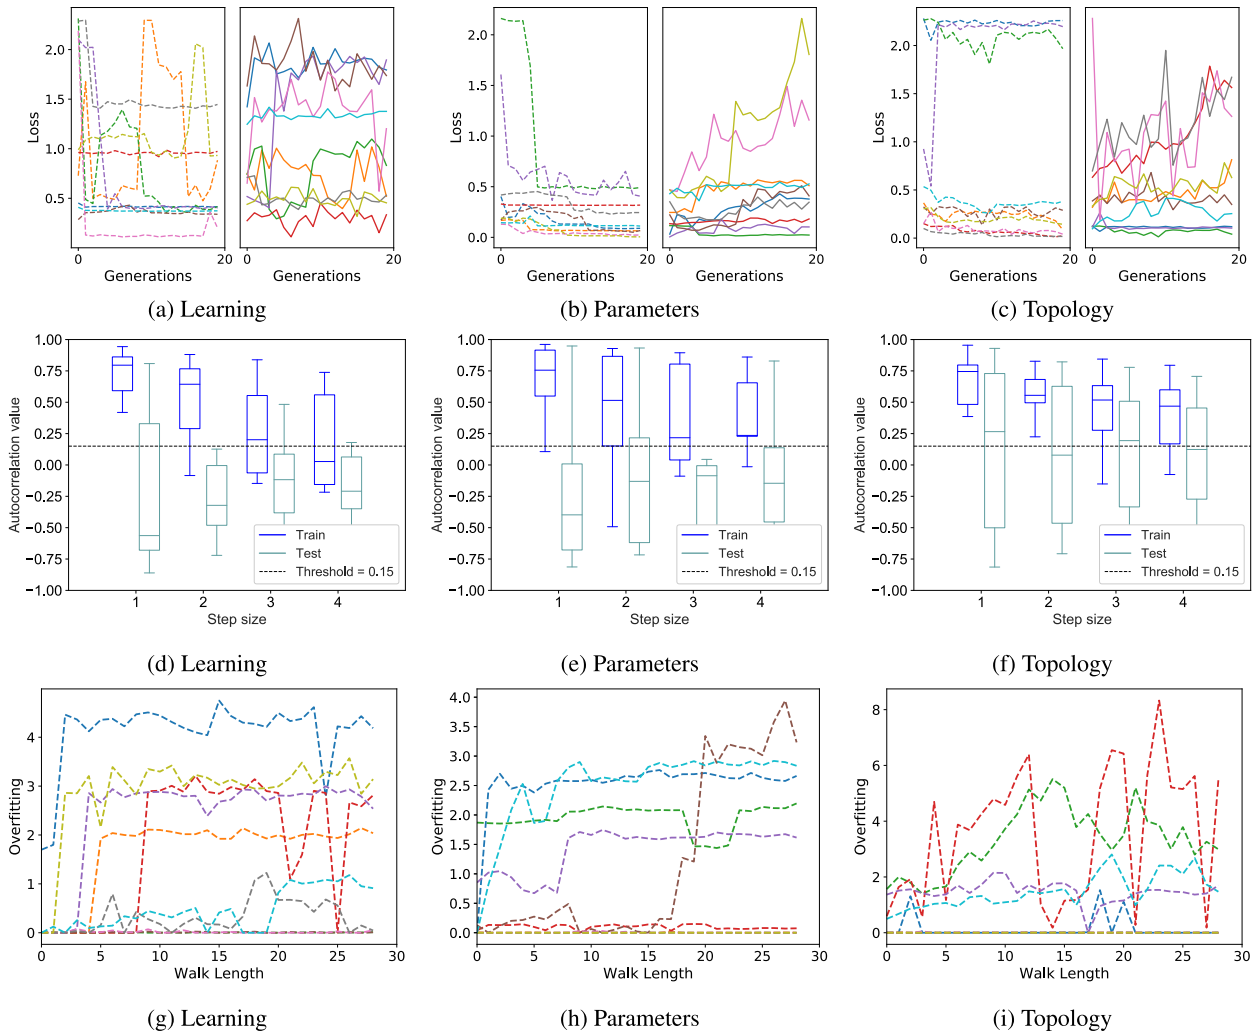 Loss
2.0
1.5
1.0
0.5
0
20
Generations
Generations
(a) Learning
Loss
2.0
1.5
1.0
0.5
0.0
0
20
Generations
Generations
(b) Parameters
Loss
2.0
1.5
1.0
0.5
0.0
0
20
Generations
Generations
(c) Topology
Autocorrelation value
1.00
0.75
0.50
0.25
0.00
−0.25
−0.50
−0.75
−1.00
Train
Test
Threshold = 0.15
1 2 3 4
Step size
(d) Learning
Autocorrelation value
1.00
0.75
0.50
0.25
0.00
−0.25
−0.50
−0.75
−1.00
Train
Test
Threshold = 0.15
1 2 3 4
Step size
(e) Parameters
Autocorrelation value
1.00
0.75
0.50
0.25
0.00
−0.25
−0.50
−0.75
−1.00
Train
Test
Threshold = 0.15
1 2 3 4
Step size
(f) Topology
Overfitting
4
3
2
1
0
0 5 10 15 20 25 30
Walk Length
(g) Learning
Overfitting
4.0
3.5
3.0
2.5
2.0
1.5
1.0
0.5
0.0
0 5 10 15 20 25 30
Walk Length
(h) Parameters
Overfitting
8
6
4
2
0
0 5 10 15 20 25 30
Walk Length
(i) Topology